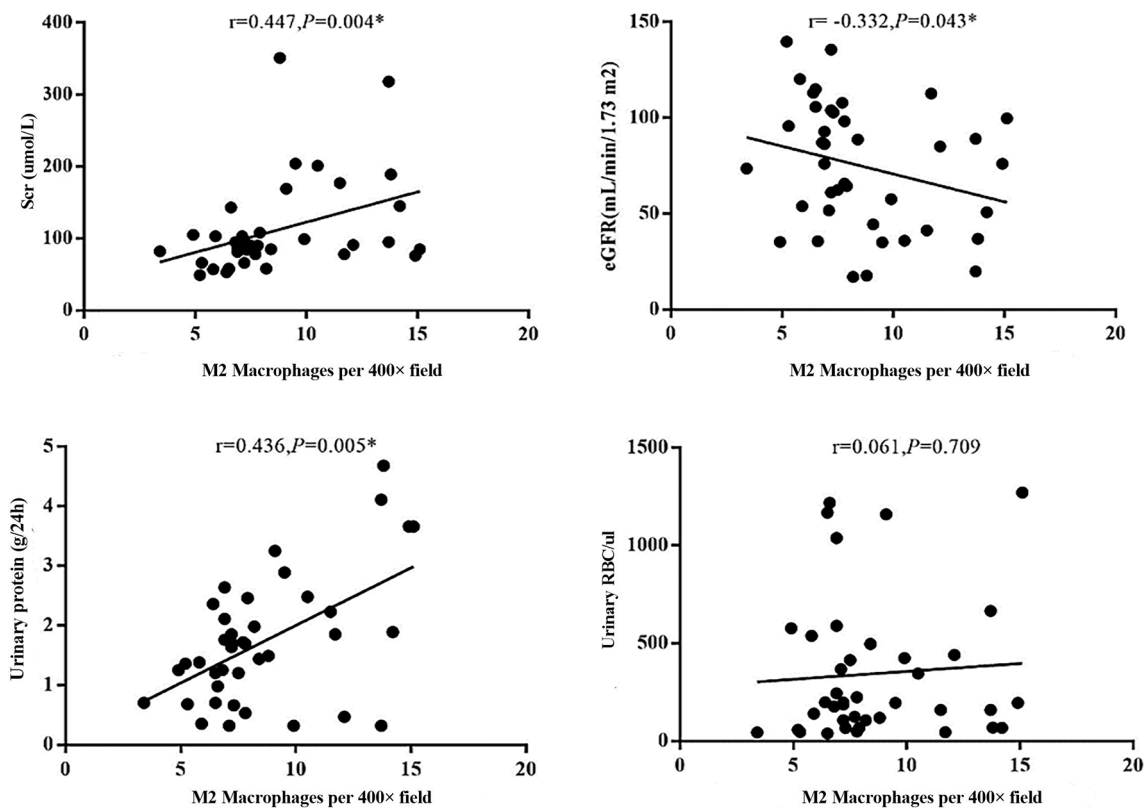 r=0.447,P=0.004*
Scr (umol/L)
400
300
200
100
0
0 5 10 15 20
M2 Macrophages per 400× field
r= -0.332,P=0.043*
eGFR(mL/min/1.73 m2)
150
100
50
0
0 5 10 15 20
M2 Macrophages per 400× field
r=0.436,P=0.005*
Urinary protein (g/24h)
5
4
3
2
1
0
0 5 10 15 20
M2 Macrophages per 400× field
r=0.061,P=0.709
Urinary RBC/ul
1500
1000
500
0
0 5 10 15 20
M2 Macrophages per 400× field